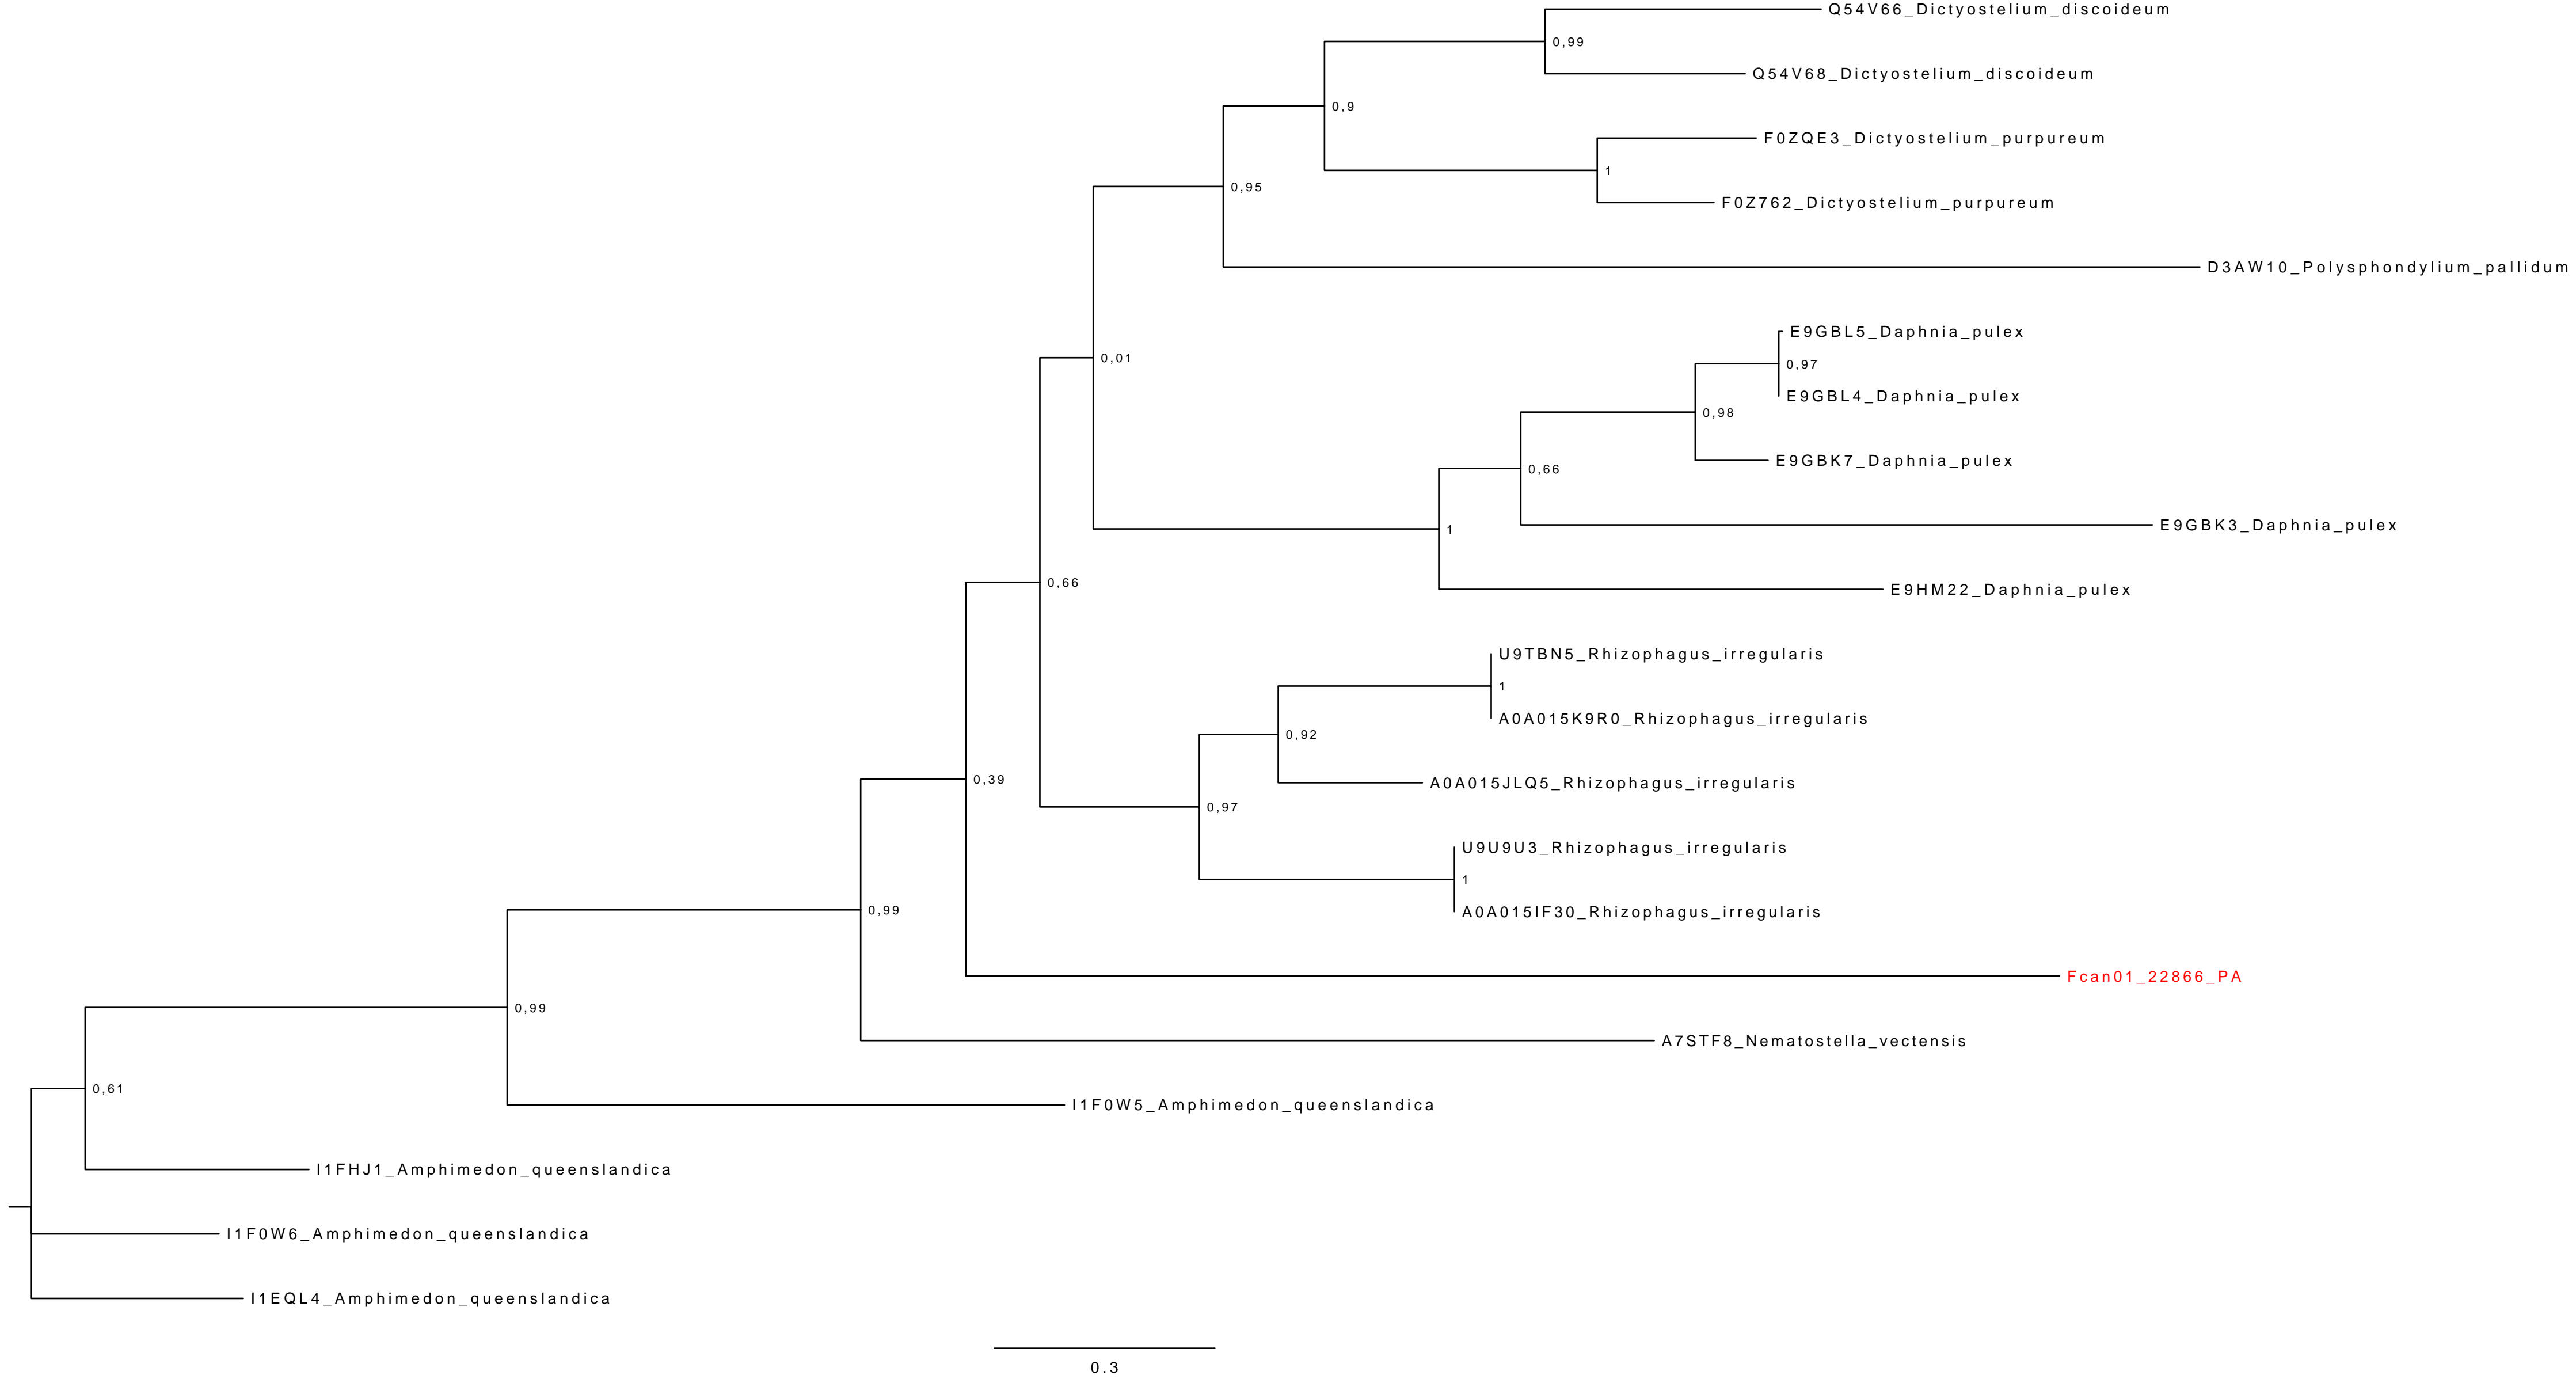 Q54V66_Dictyostelium_discoideum
0,99
Q54V68_Dictyostelium_discoideum
0,9
F0ZQE3_Dictyostelium_purpureum
1
0,95
F0Z762_Dictyostelium_purpureum
D3AW10_Polysphondylium_pallidum
E9GBL5_Daphnia_pulex
0,01
0,97
E9GBL4_Daphnia_pulex
0,98
E9GBK7_Daphnia_pulex
0,66
E9GBK3_Daphnia_pulex
1
0,66
E9HM22_Daphnia_pulex
U9TBN5_Rhizophagus_irregularis
1
A0A015K9R0_Rhizophagus_irregularis
0,92
0,39
A0A015JLQ5_Rhizophagus_irregularis
0,97
U9U9U3_Rhizophagus_irregularis
1
0,99
A0A015IF30_Rhizophagus_irregularis
Fcan01_22866_PA
0,99
A7STF8_Nematostella_vectensis
0,61
I1F0W5_Amphimedon_queenslandica
I1FHJ1_Amphimedon_queenslandica
I1F0W6_Amphimedon_queenslandica
I1EQL4_Amphimedon_queenslandica
0.3